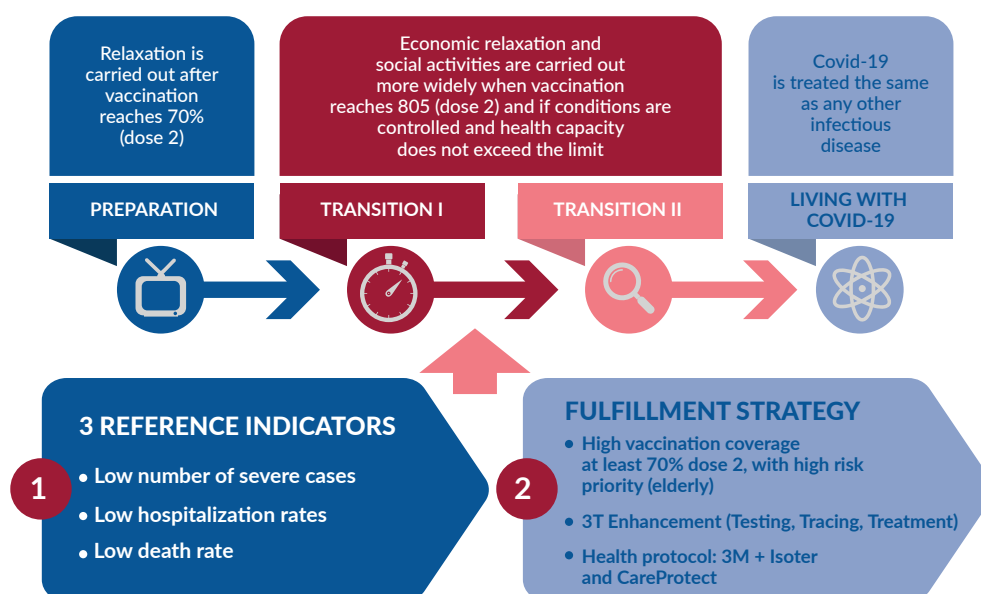 Relaxation is
carried out after
vaccination
reaches 70%
(dose 2)
Economic relaxation and
social activities are carried out
more widely when vaccination
reaches 805 (dose 2) and if conditions are
controlled and health capacity
does not exceed the limit
Covid-19
is treated the same
as any other
infectious
disease
PREPARATION
TRANSITION I
TRANSITION II
LIVING WITH
COVID-19
1
3 REFERENCE INDICATORS
• Low number of severe cases
• Low hospitalization rates
• Low death rate
2
FULFILLMENT STRATEGY
• High vaccination coverage
at least 70% dose 2, with high risk
priority (elderly)
• 3T Enhancement (Testing, Tracing, Treatment)
• Health protocol: 3M + Isoter
and CareProtect